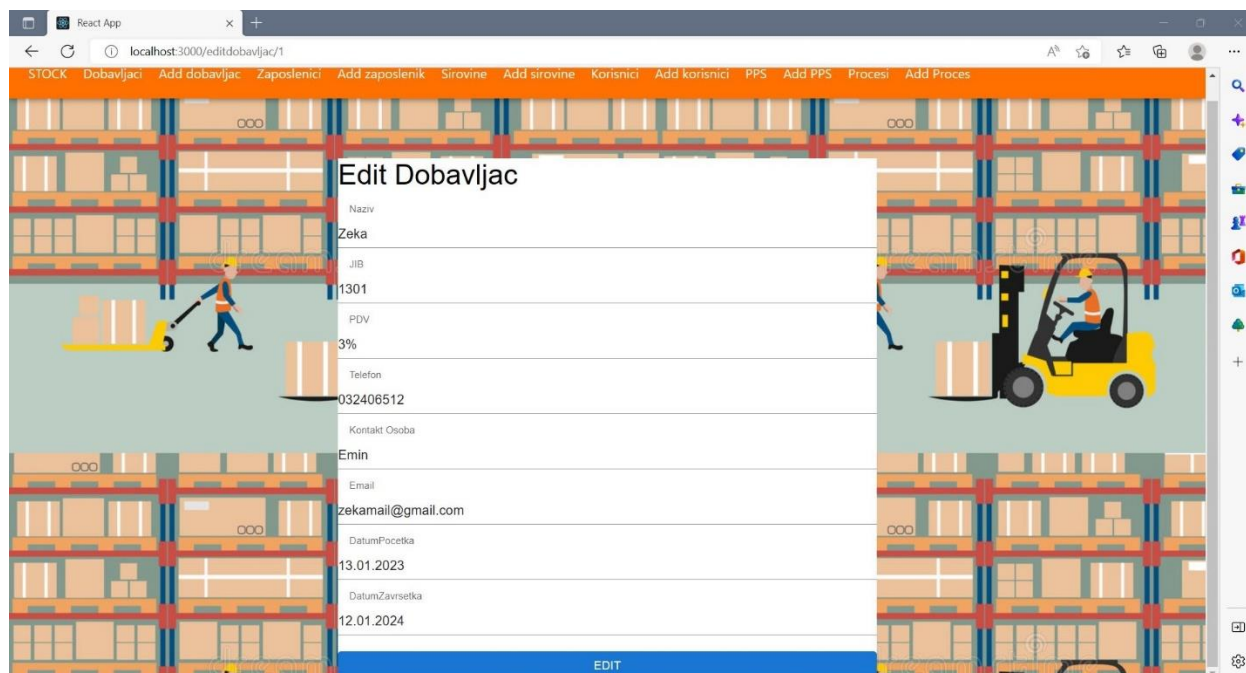 React App
localhost:3000/editdobavljac/1
STOCK Dobavljaci Add dobavljac Zaposlenici Add zaposlenik Sirovine Add sirovine Korisnici Add korisnici PPS Add PPS Procesi Add Proces
Edit Dobavljac
Naziv
Zeka
JIB
1301
PDV
3%
Telefon
032406512
Kontakt Osoba
Emin
Email
zekamail@gmail.com
DatumPocetka
13.01.2023
DatumZavrsetka
12.01.2024
EDIT